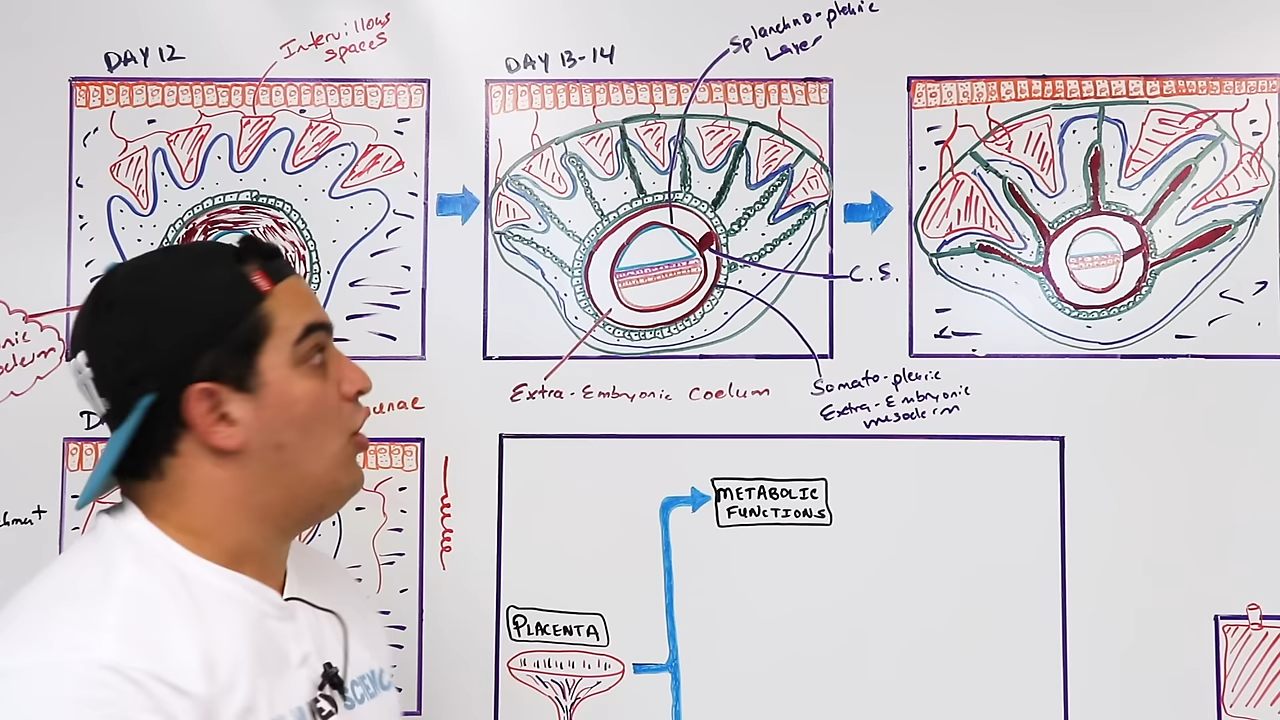 DAY 12
Intervillous
spaces
DAY 13-14
Splanchno-pleuric
Layer
C.S.
Extra-Embryonic Coelum
Somato-pleuric
Extra-Embryonic
mesoderm
METABOLIC
FUNCTIONS
PLACENTA
SCIENCE